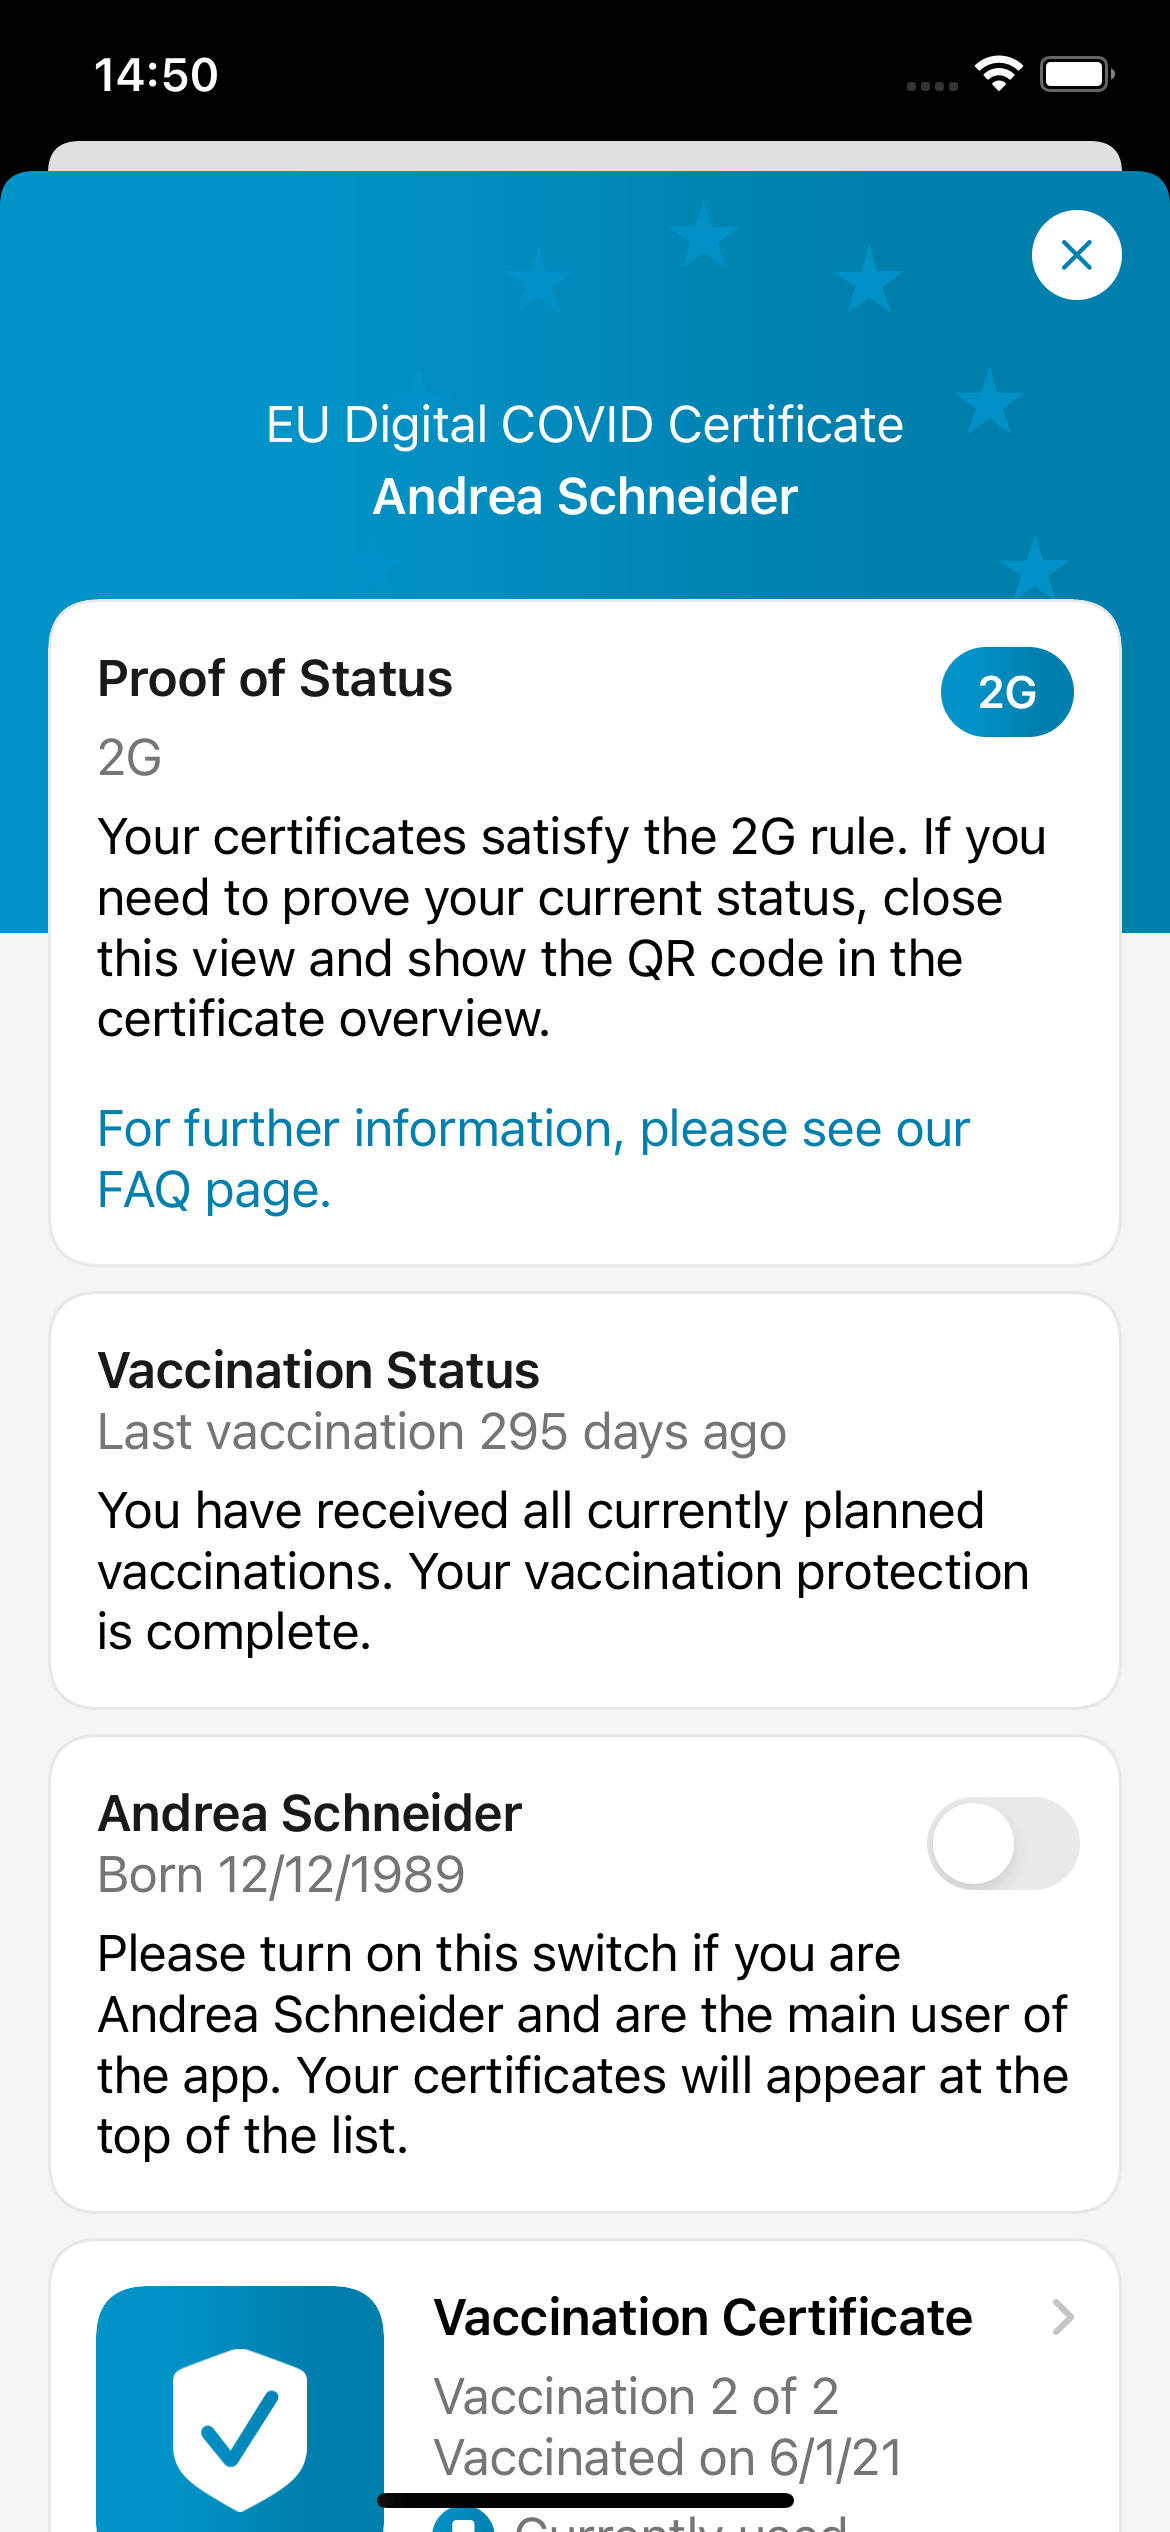 14:50
EU Digital COVID Certificate
Andrea Schneider
Proof of Status
2G
2G
Your certificates satisfy the 2G rule. If you
need to prove your current status, close
this view and show the QR code in the
certificate overview.
For further information, please see our
FAQ page.
Vaccination Status
Last vaccination 295 days ago
You have received all currently planned
vaccinations. Your vaccination protection
is complete.
Andrea Schneider
Born 12/12/1989
Please turn on this switch if you are
Andrea Schneider and are the main user of
the app. Your certificates will appear at the
top of the list.
Vaccination Certificate
Vaccination 2 of 2
Vaccinated on 6/1/21
Currently used